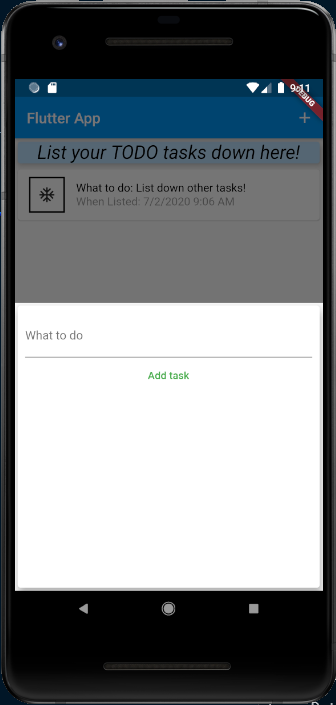 9:11
DEBUG
Flutter App
+
List your TODO tasks down here!
What to do: List down other tasks!
When Listed: 7/2/2020 9:06 AM
What to do
Add task